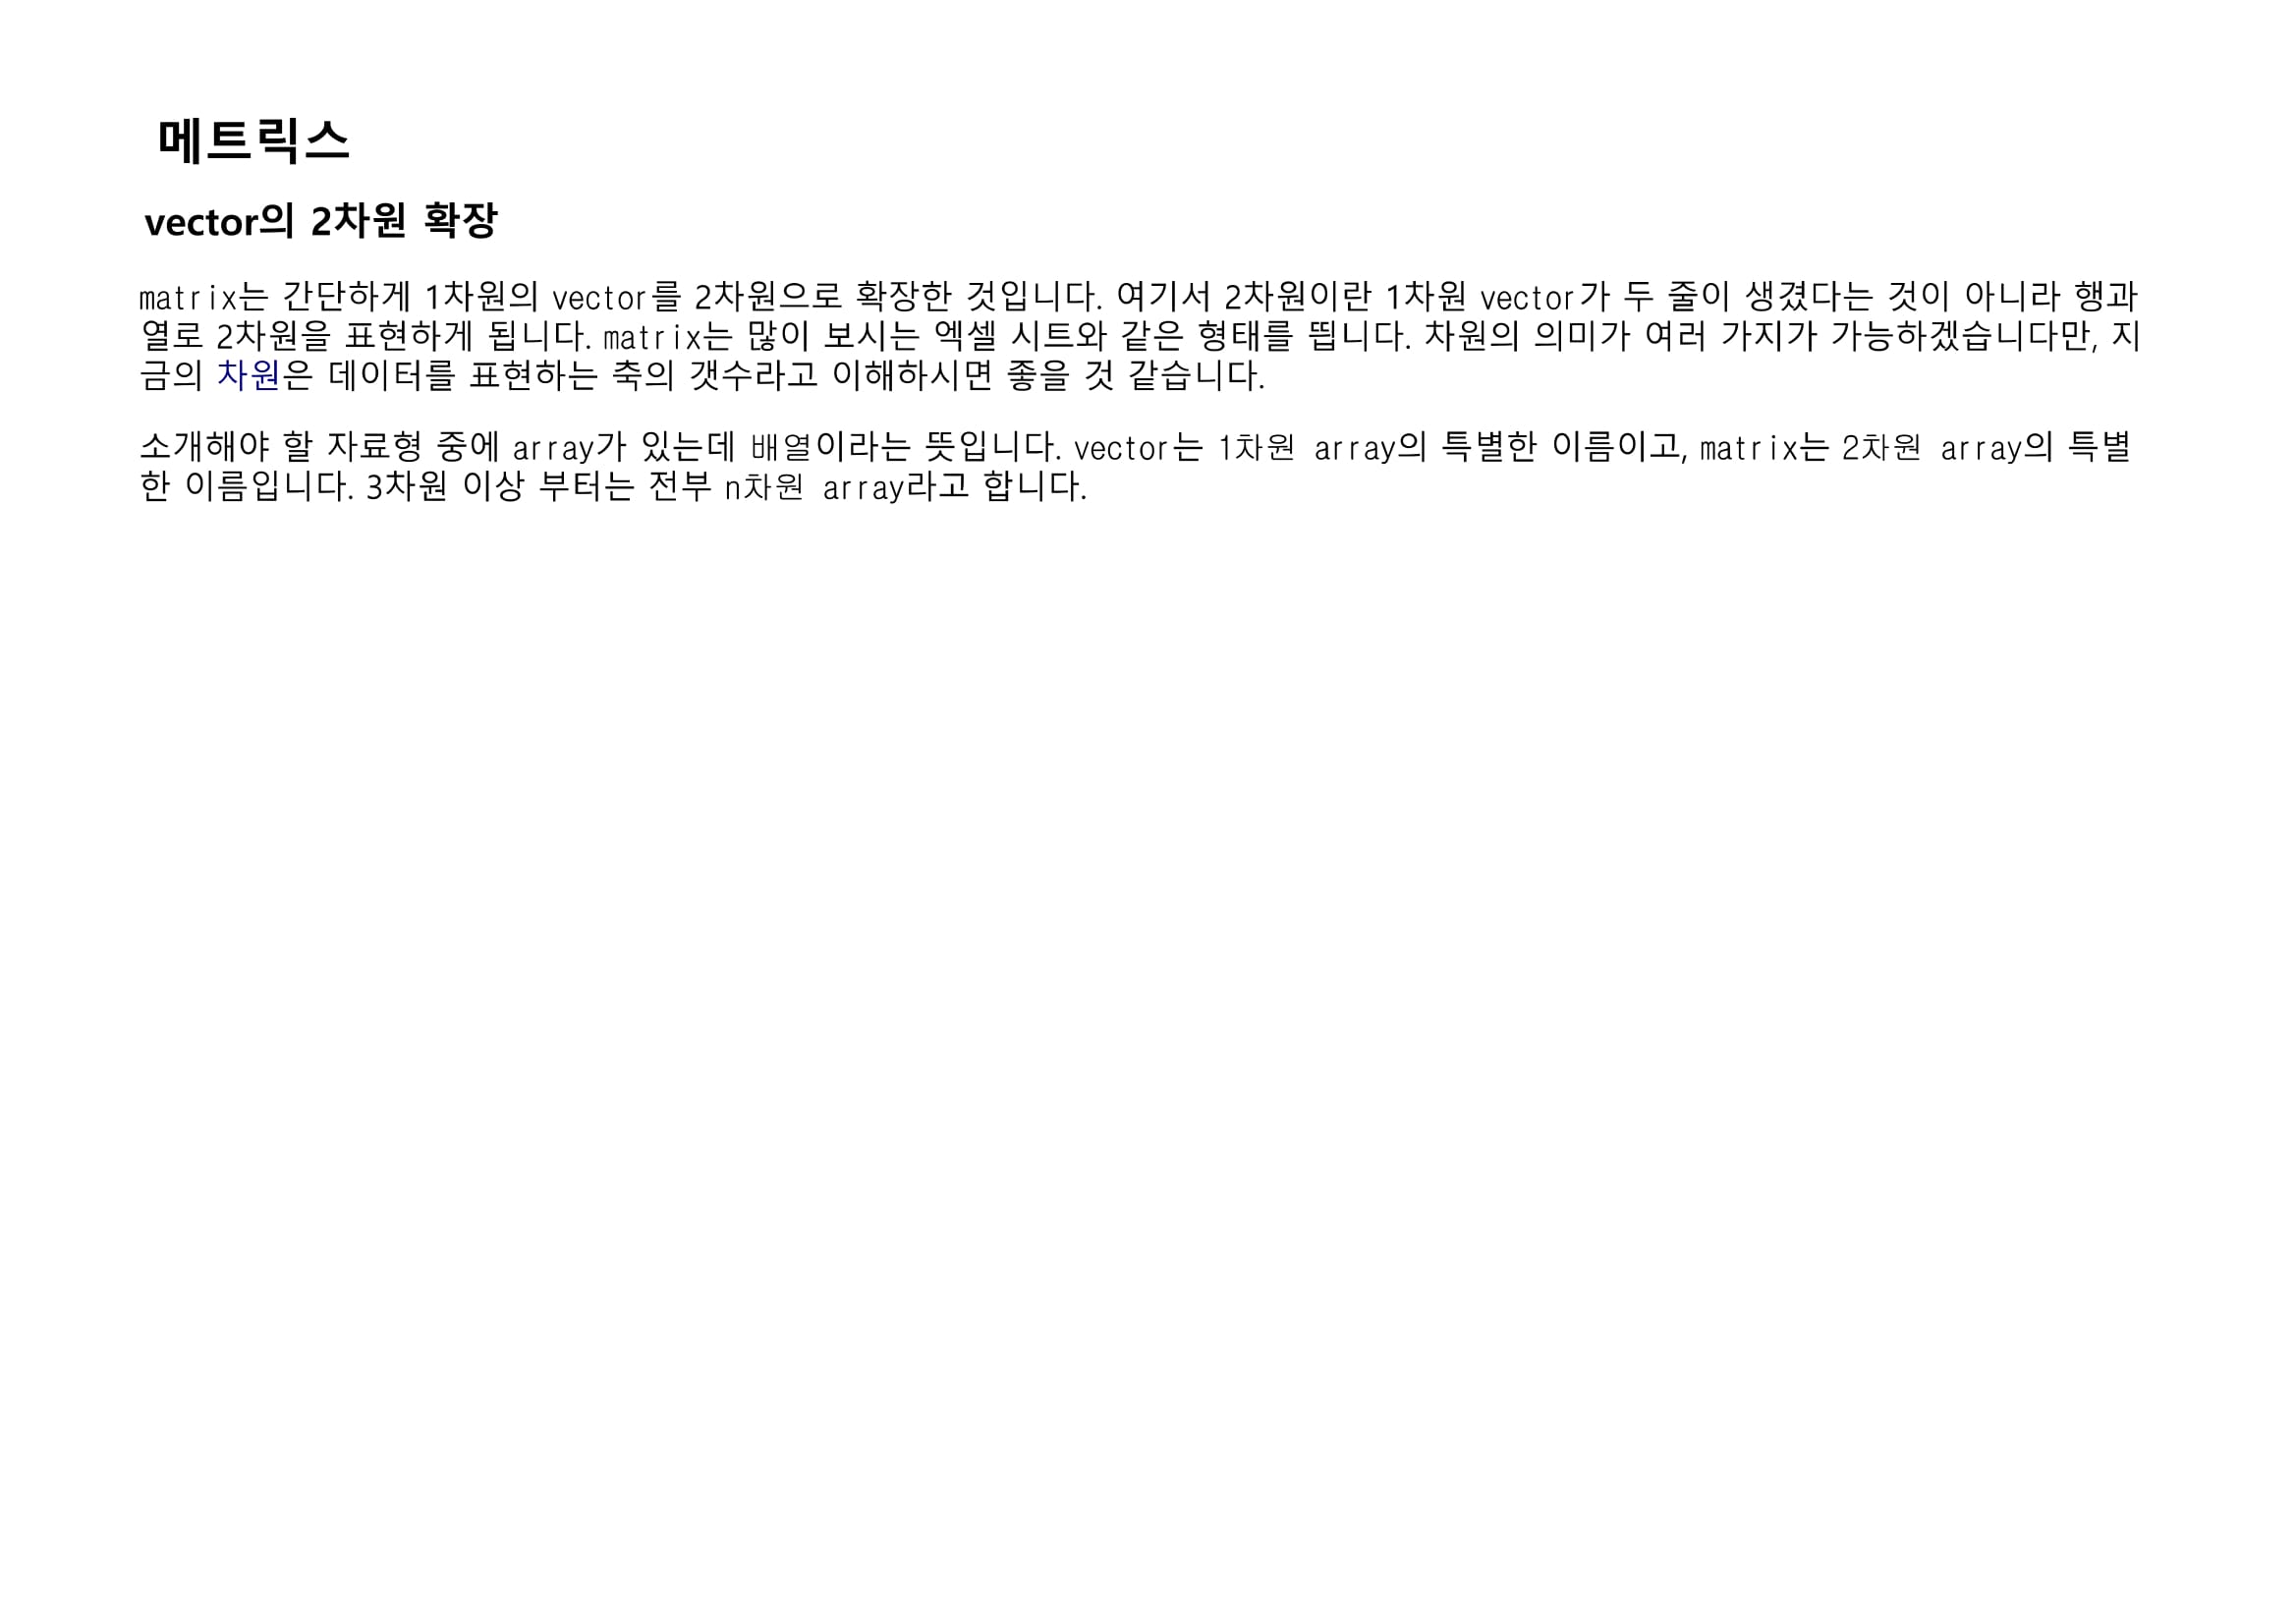 메트릭스
vector의 2차원 확장
matrix는 간단하게 1차원의 vector를 2차원으로 확장한 것입니다. 여기서 2차원이란 1차원 vector가 두 줄이 생겼다는 것이 아니라 행과
열로 2차원을 표현하게 됩니다. matrix는 많이 보시는 엑셀 시트와 같은 형태를 띕니다. 차원의 의미가 여러 가지가 가능하겠습니다만, 지
금의 차원은 데이터를 표현하는 축의 갯수라고 이해하시면 좋을 것 같습니다.
소개해야 할 자료형 중에 array가 있는데 배열이라는 뜻입니다. vector는 1차원 array의 특별한 이름이고, matrix는 2차원 array의 특별
한 이름입니다. 3차원 이상 부터는 전부 n차원 array라고 합니다.